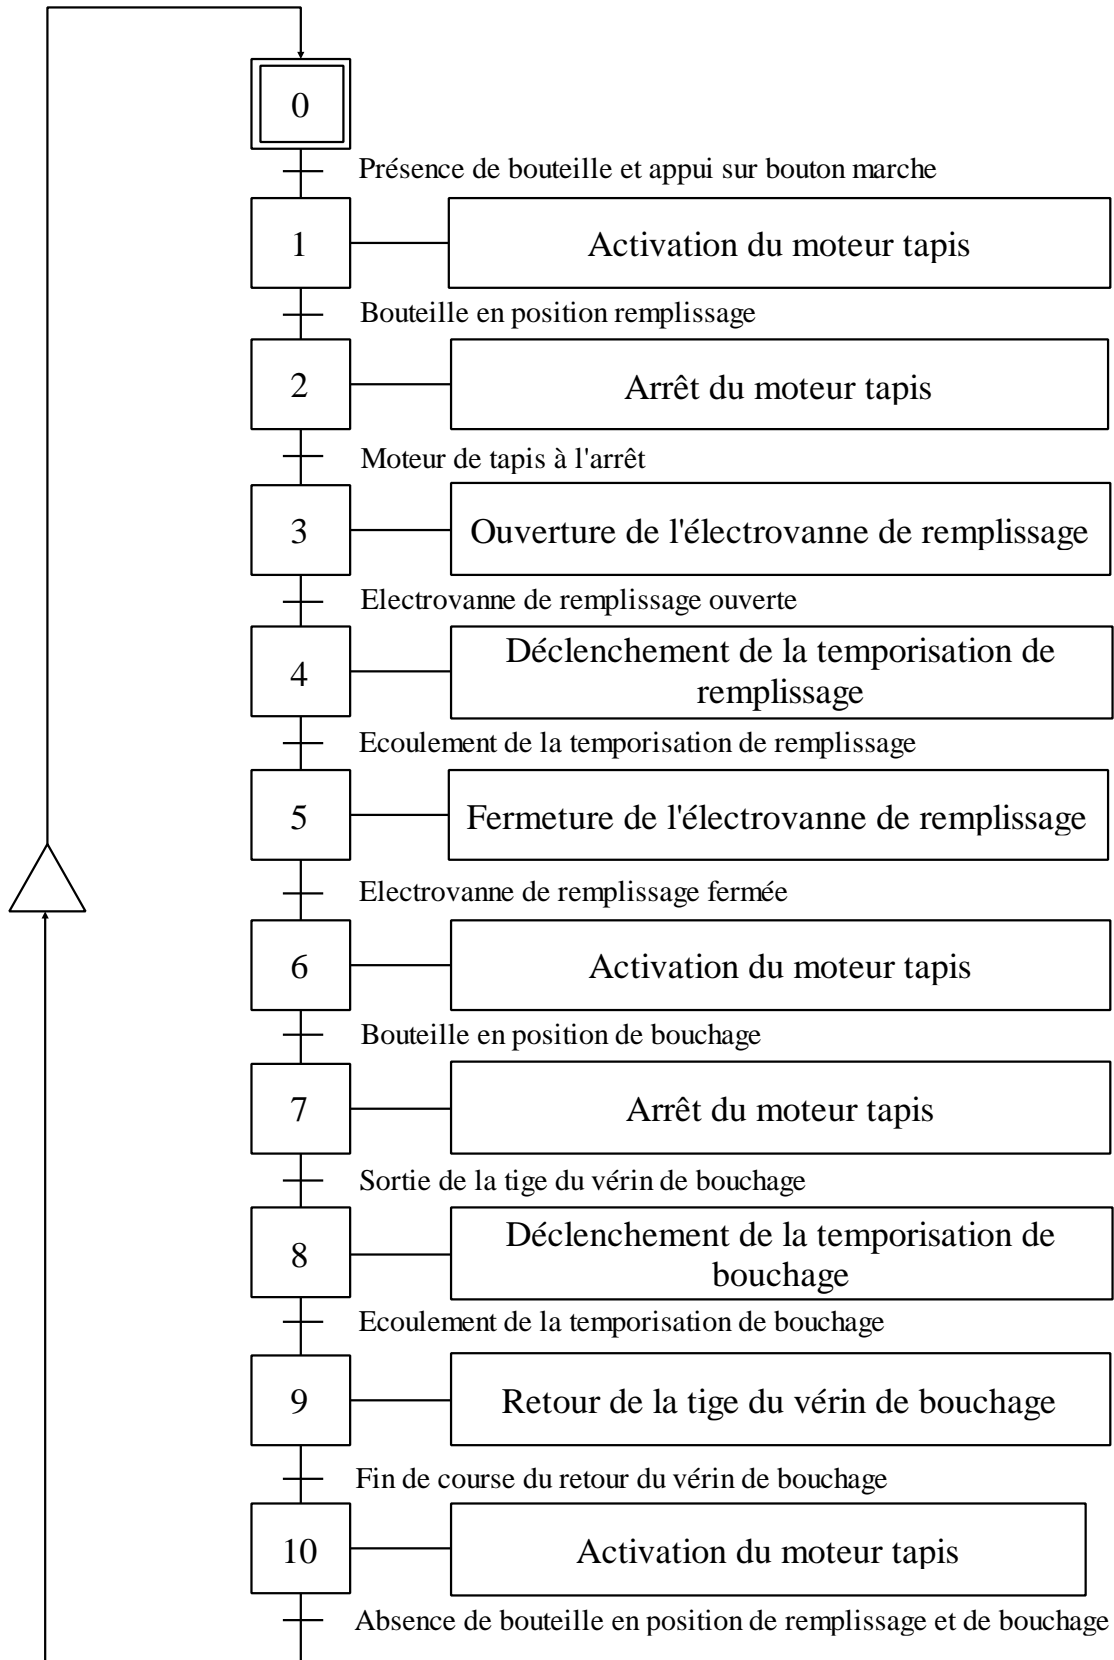 0
Présence de bouteille et appui sur bouton marche
1
Activation du moteur tapis
Bouteille en position remplissage
2
Arrêt du moteur tapis
Moteur de tapis à l'arrêt
3
Ouverture de l'électrovanne de remplissage
Electrovanne de remplissage ouverte
4
Déclenchement de la temporisation de
remplissage
Ecoulement de la temporisation de remplissage
5
Fermeture de l'électrovanne de remplissage
Electrovanne de remplissage fermée
6
Activation du moteur tapis
Bouteille en position de bouchage
7
Arrêt du moteur tapis
Sortie de la tige du vérin de bouchage
8
Déclenchement de la temporisation de
bouchage
Ecoulement de la temporisation de bouchage
9
Retour de la tige du vérin de bouchage
Fin de course du retour du vérin de bouchage
10
Activation du moteur tapis
Absence de bouteille en position de remplissage et de bouchage